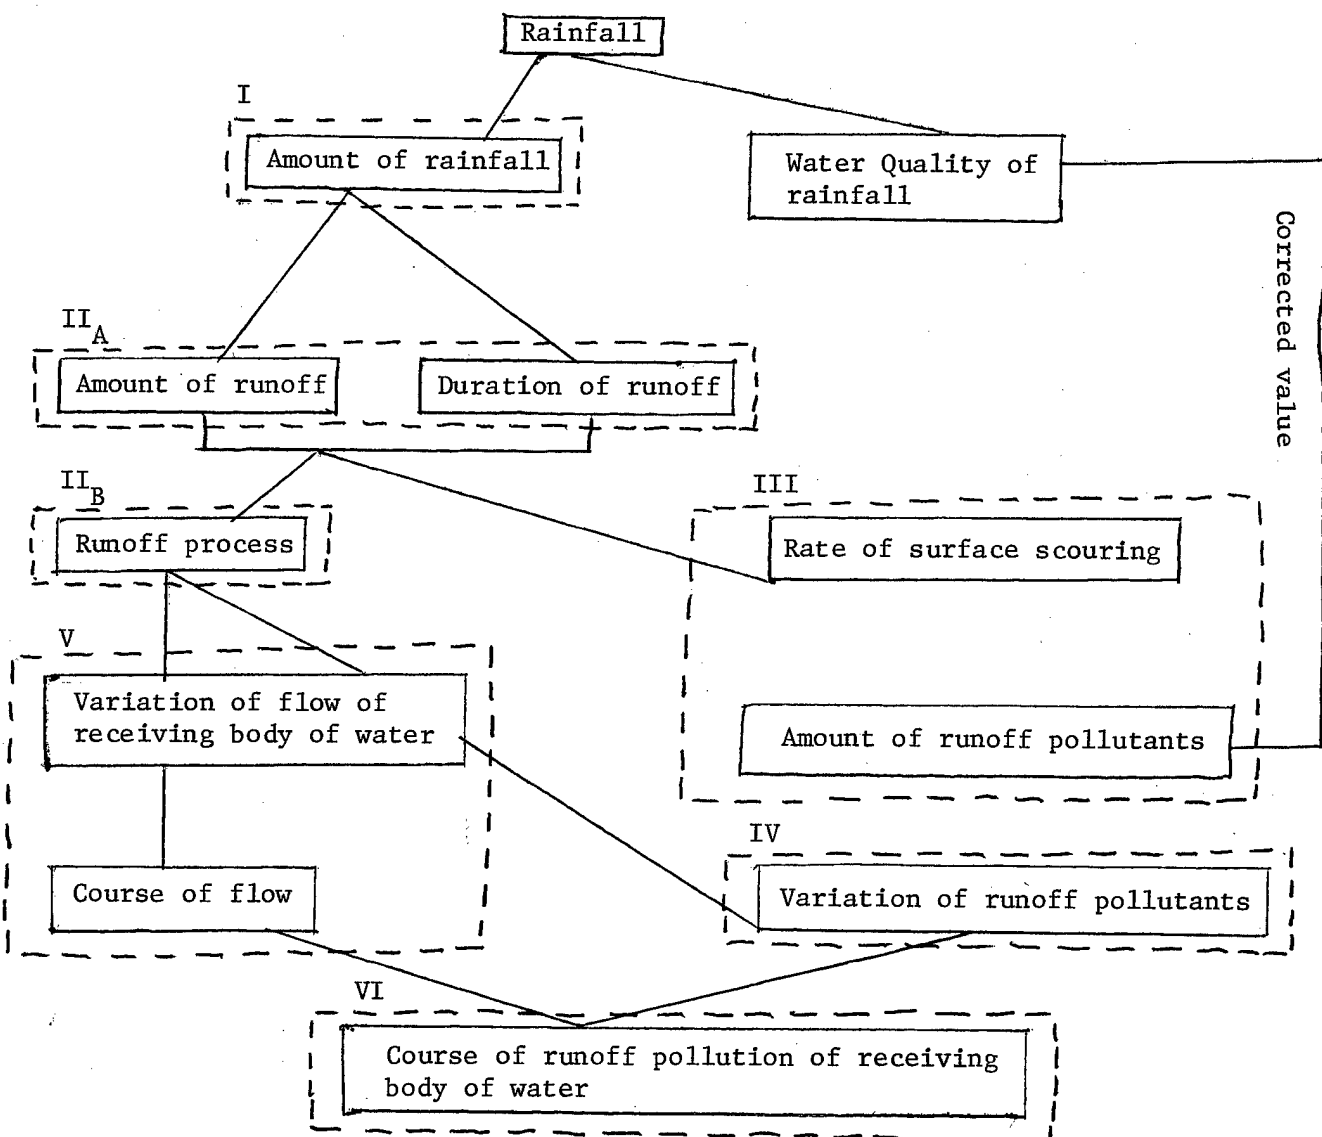 Rainfall
I
Amount of rainfall
Water Quality of
rainfall
Corrected value
II_A
Amount of runoff
Duration of runoff
II_B
Runoff process
III
Rate of surface scouring
V
Variation of flow of
receiving body of water
Amount of runoff pollutants
IV
Course of flow
Variation of runoff pollutants
VI
Course of runoff pollution of receiving
body of water